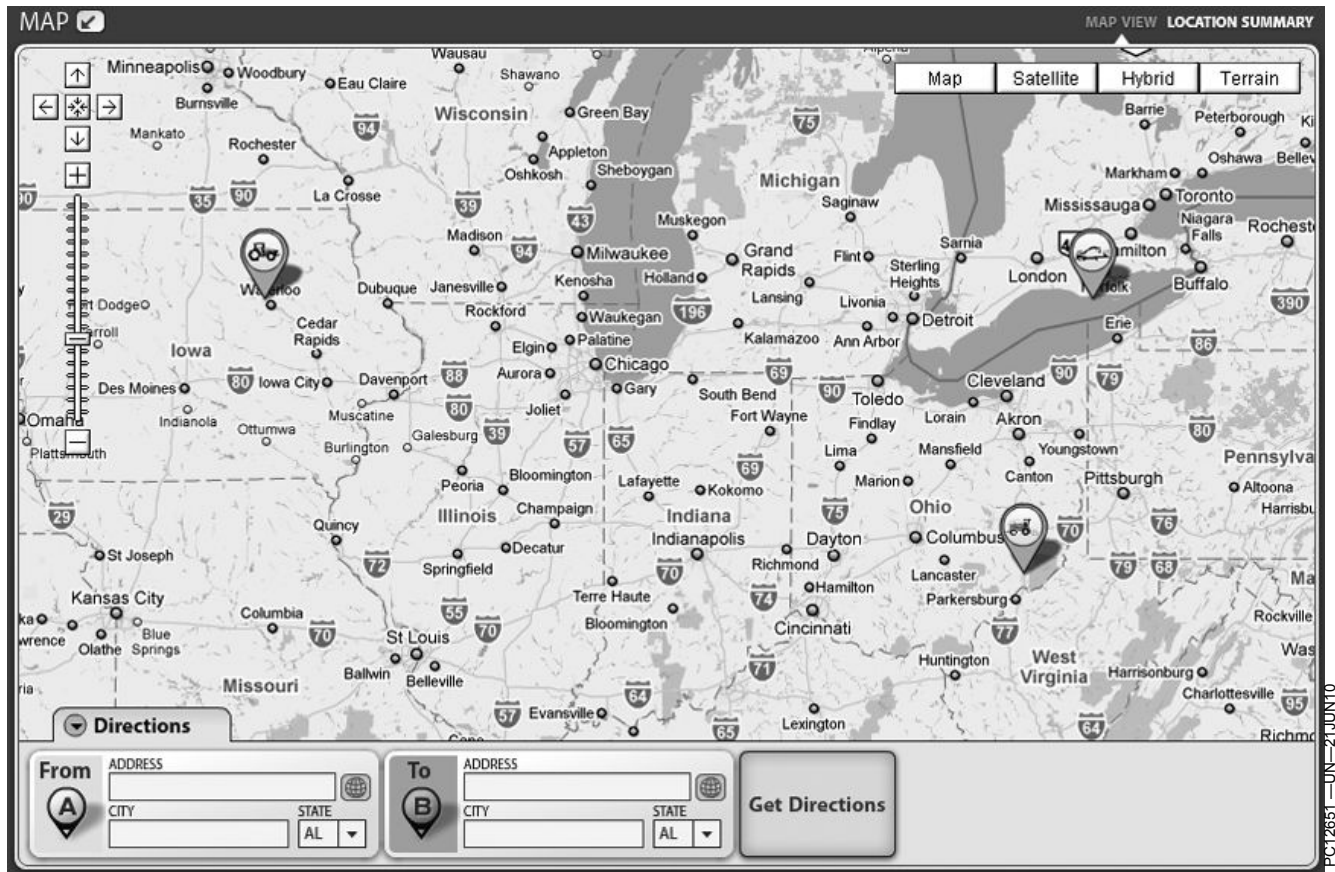 MAP
MAP VIEW LOCATION SUMMARY
Map Satellite Hybrid Terrain
Minneapolis
Woodbury
Burnsville
Eau Claire
Wausau
Shawano
Wisconsin
Green Bay
Appleton
Oshkosh
Sheboygan
Mankato
Rochester
La Crosse
94
35
90
39
43
75
Michigan
Saginaw
Barrie
Peterborough
Oshawa
Markham
Toronto
Mississauga
Niagara
Falls
Muskegon
Madison
94
Milwaukee
Grand
Rapids
Flint
Sterling
Heights
Sarnia
London
Buffalo
Dubuque
Janesville
Kenosha
Holland
Lansing
Livonia
390
Rockford
Waukegan
196
Detroit
Erie
Cedar
Rapids
Palatine
Kalamazoo
Ann Arbor
86
Iowa
Elgin
Chicago
Aurora
Gary
69
South Bend
90
Toledo
Cleveland
90
79
Des Moines
80
Iowa City
Davenport
88
80
Joliet
Fort Wayne
Findlay
Lorain
Akron
Indianola
Muscatine
Ottumwa
Burlington
Galesburg
39
57
65
Lima
Mansfield
Youngstown
80
Peoria
Bloomington
Lafayette
69
Kokomo
Marion
Canton
Pittsburgh
Altoona
29
Quincy
Illinois
Champaign
Indiana
Indianapolis
75
Dayton
Ohio
Columbus
70
76
St Joseph
72
Springfield
Decatur
70
Richmond
Lancaster
79
68
Kansas City
Columbia
Terre Haute
Bloomington
74
Hamilton
Parkersburg
Rockville
Olathe
Blue
Springs
70
55
70
St Louis
Cincinnati
77
Ballwin
Belleville
71
Huntington
West
Virginia
Harrisonburg
Charlottesville
Missouri
57
Evansville
64
65
Lexington
64
95
Directions
From
A
ADDRESS
CITY STATE
AL
To
B
ADDRESS
CITY STATE
AL
Get Directions
PC12651 —UN—21JUN10